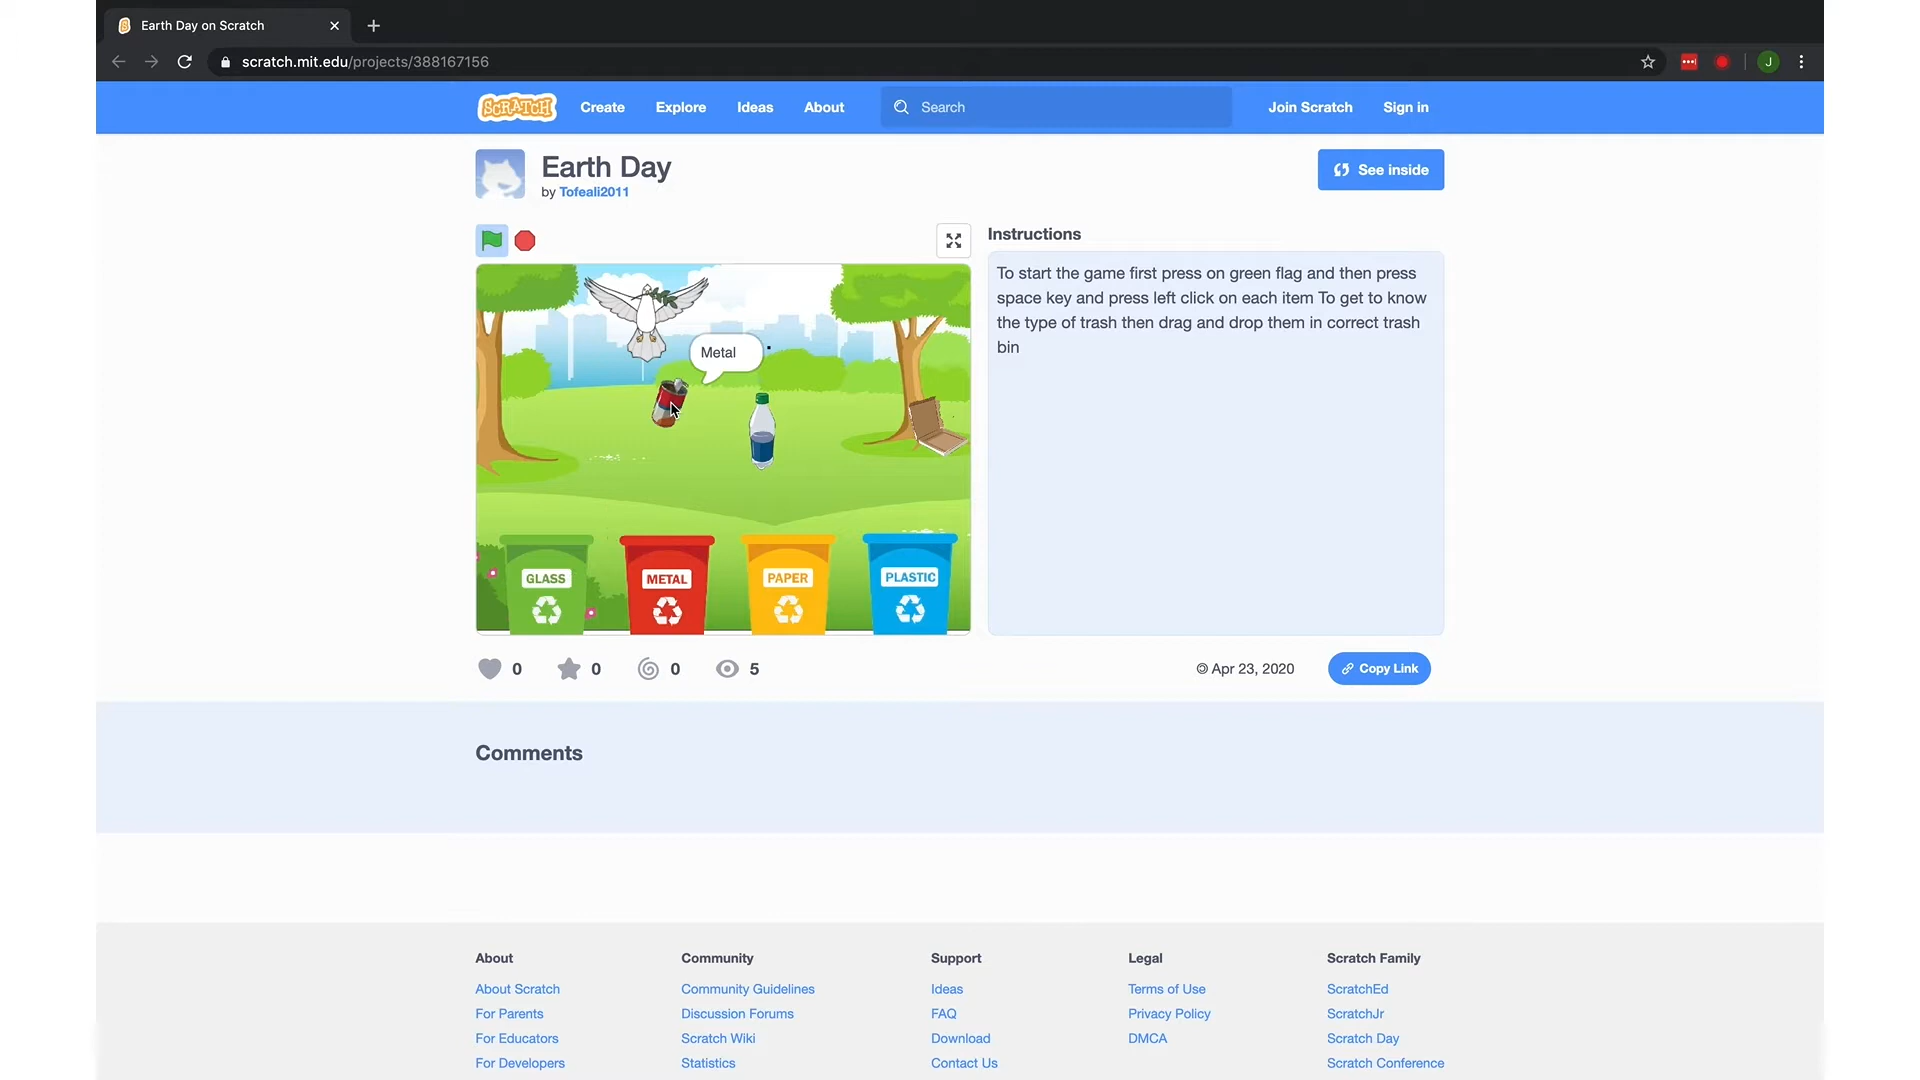 Earth Day on Scratch
scratch.mit.edu/projects/388167156
J
SCRATCH
Create
Explore
Ideas
About
Search
Join Scratch
Sign in
Earth Day
by Tofeali2011
See inside
Instructions
To start the game first press on green flag and then press
space key and press left click on each item To get to know
the type of trash then drag and drop them in correct trash
bin
Metal
GLASS
METAL
PAPER
PLASTIC
0
0
0
5
© Apr 23, 2020
Copy Link
Comments
About
About Scratch
For Parents
For Educators
For Developers
Community
Community Guidelines
Discussion Forums
Scratch Wiki
Statistics
Support
Ideas
FAQ
Download
Contact Us
Legal
Terms of Use
Privacy Policy
DMCA
Scratch Family
ScratchEd
ScratchJr
Scratch Day
Scratch Conference